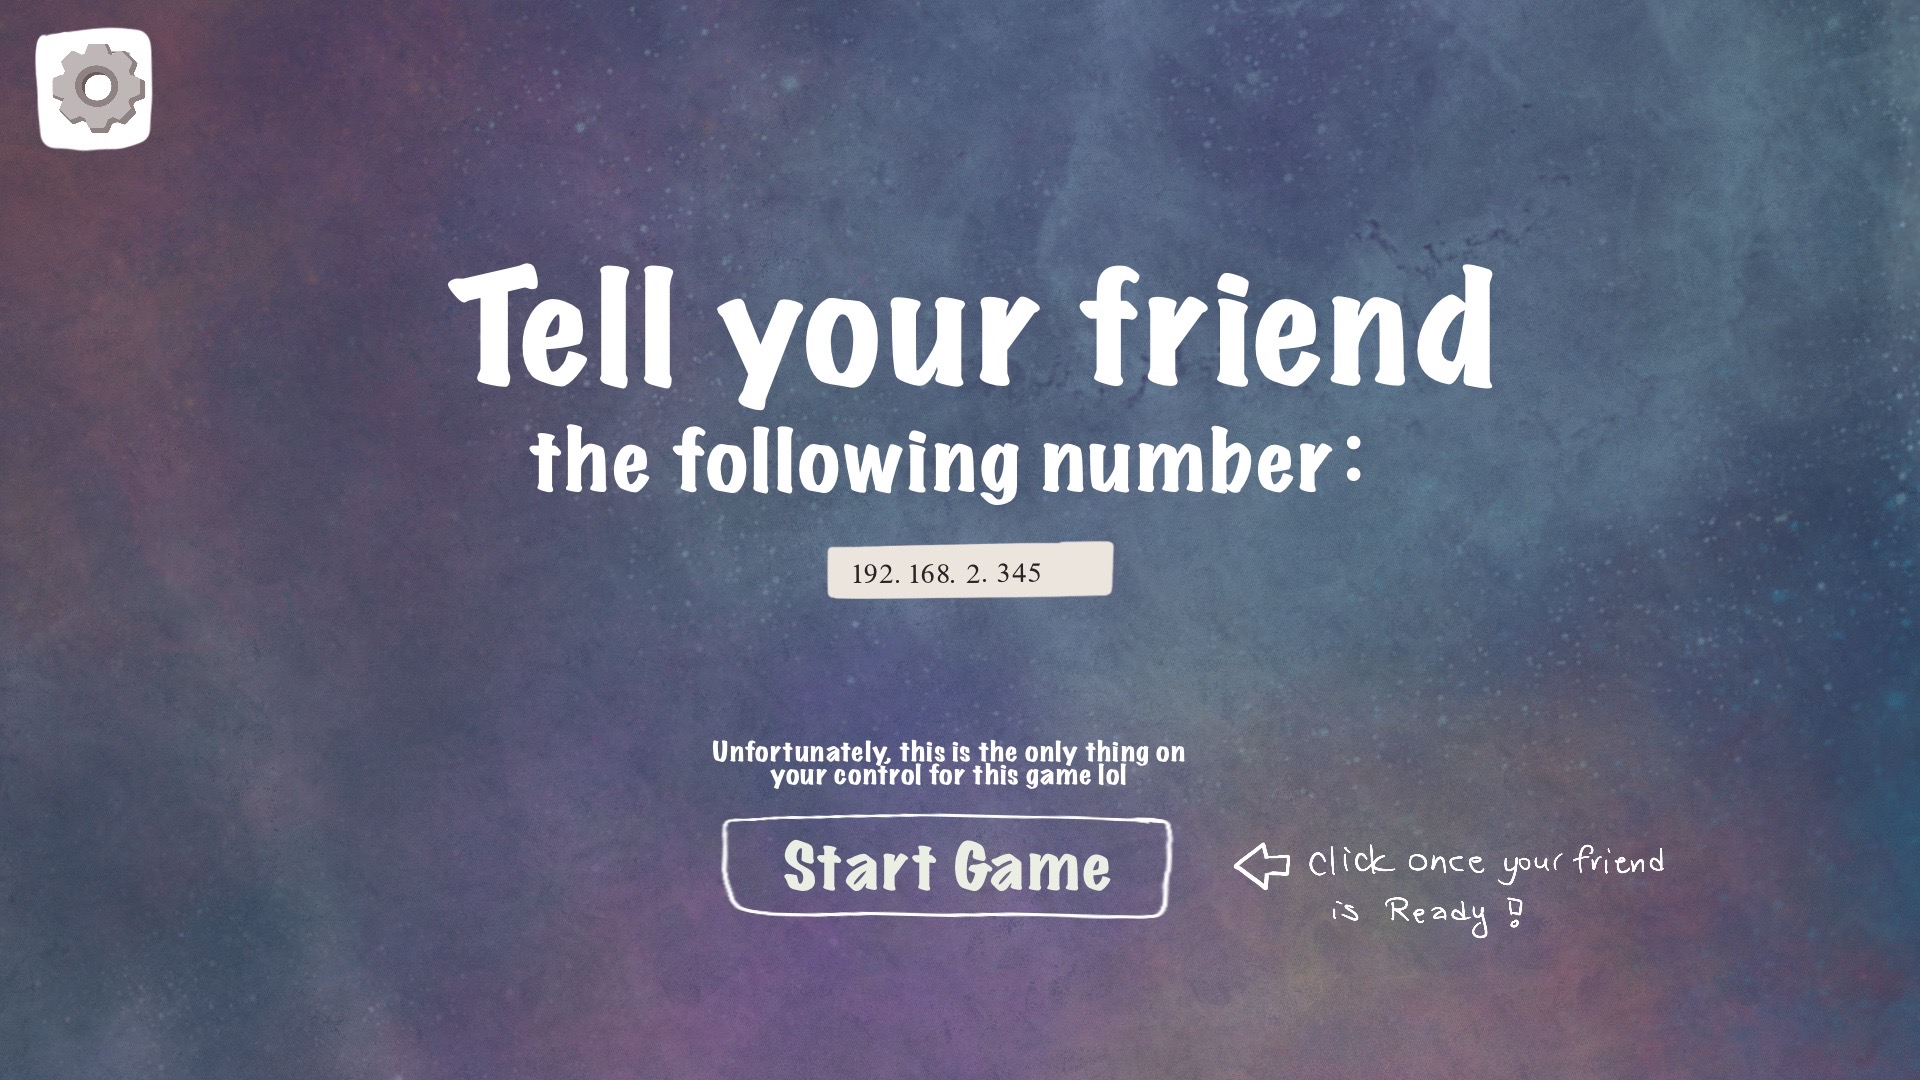 Tell your friend
the following number:
192. 168. 2. 345
Unfortunately, this is the only thing on
your control for this game lol
Start Game
Click once your friend
is Ready !